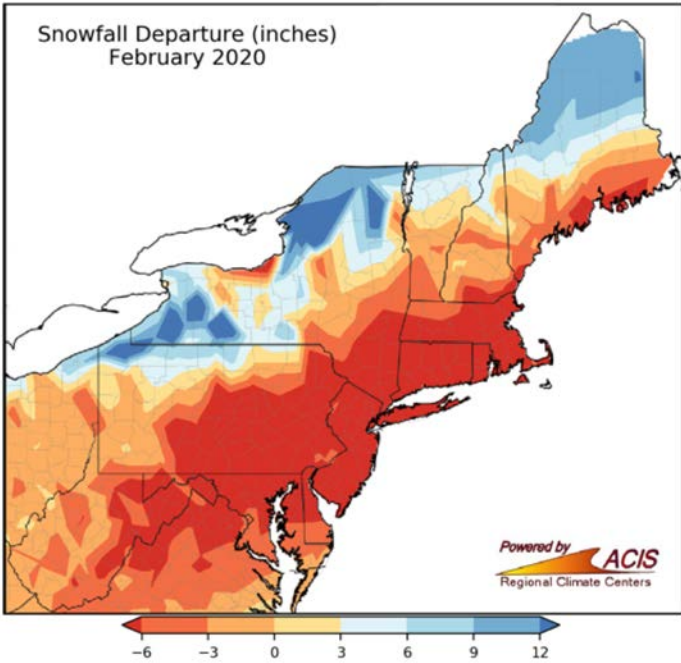 Snowfall Departure (inches)
February 2020
Powered by
ACIS
Regional Climate Centers
−6 −3 0 3 6 9 12